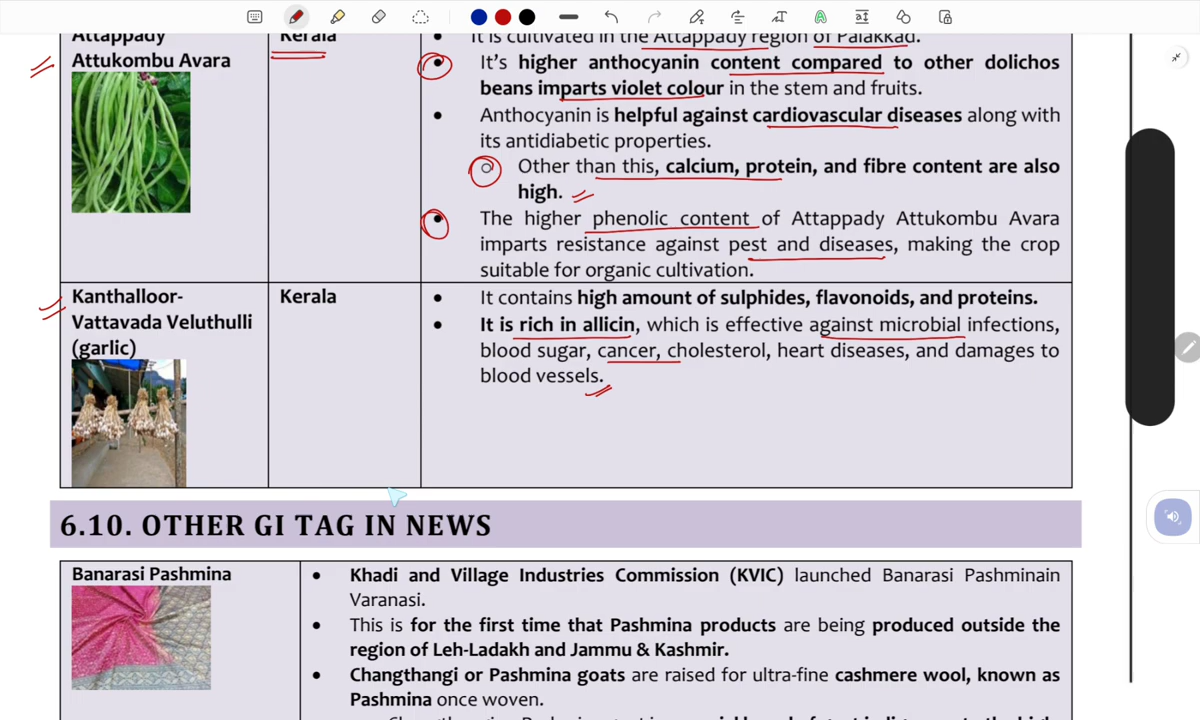 Attappady
Attukombu Avara
Kerala
It is cultivated in the Attappady region of Palakkad.
It's higher anthocyanin content compared to other dolichos
beans imparts violet colour in the stem and fruits.
Anthocyanin is helpful against cardiovascular diseases along with
its antidiabetic properties.
Other than this, calcium, protein, and fibre content are also
high.
The higher phenolic content of Attappady Attukombu Avara
imparts resistance against pest and diseases, making the crop
suitable for organic cultivation.
Kanthalloor-
Vattavada Veluthulli
(garlic)
Kerala
It contains high amount of sulphides, flavonoids, and proteins.
It is rich in allicin, which is effective against microbial infections,
blood sugar, cancer, cholesterol, heart diseases, and damages to
blood vessels.
6.10. OTHER GI TAG IN NEWS
Banarasi Pashmina
Khadi and Village Industries Commission (KVIC) launched Banarasi Pashminain
Varanasi.
This is for the first time that Pashmina products are being produced outside the
region of Leh-Ladakh and Jammu & Kashmir.
Changthangi or Pashmina goats are raised for ultra-fine cashmere wool, known as
Pashmina once woven.